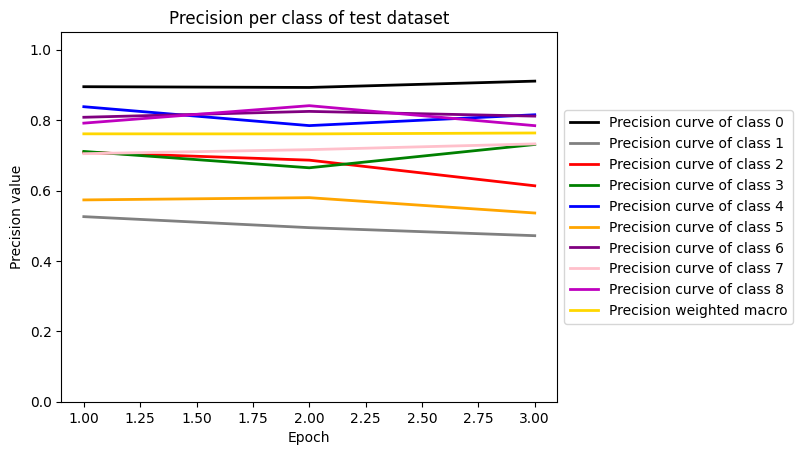 Precision per class of test dataset
Precision value
1.0
0.8
0.6
0.4
0.2
0.0
1.00 1.25 1.50 1.75 2.00 2.25 2.50 2.75 3.00
Epoch
Precision curve of class 0
Precision curve of class 1
Precision curve of class 2
Precision curve of class 3
Precision curve of class 4
Precision curve of class 5
Precision curve of class 6
Precision curve of class 7
Precision curve of class 8
Precision weighted macro